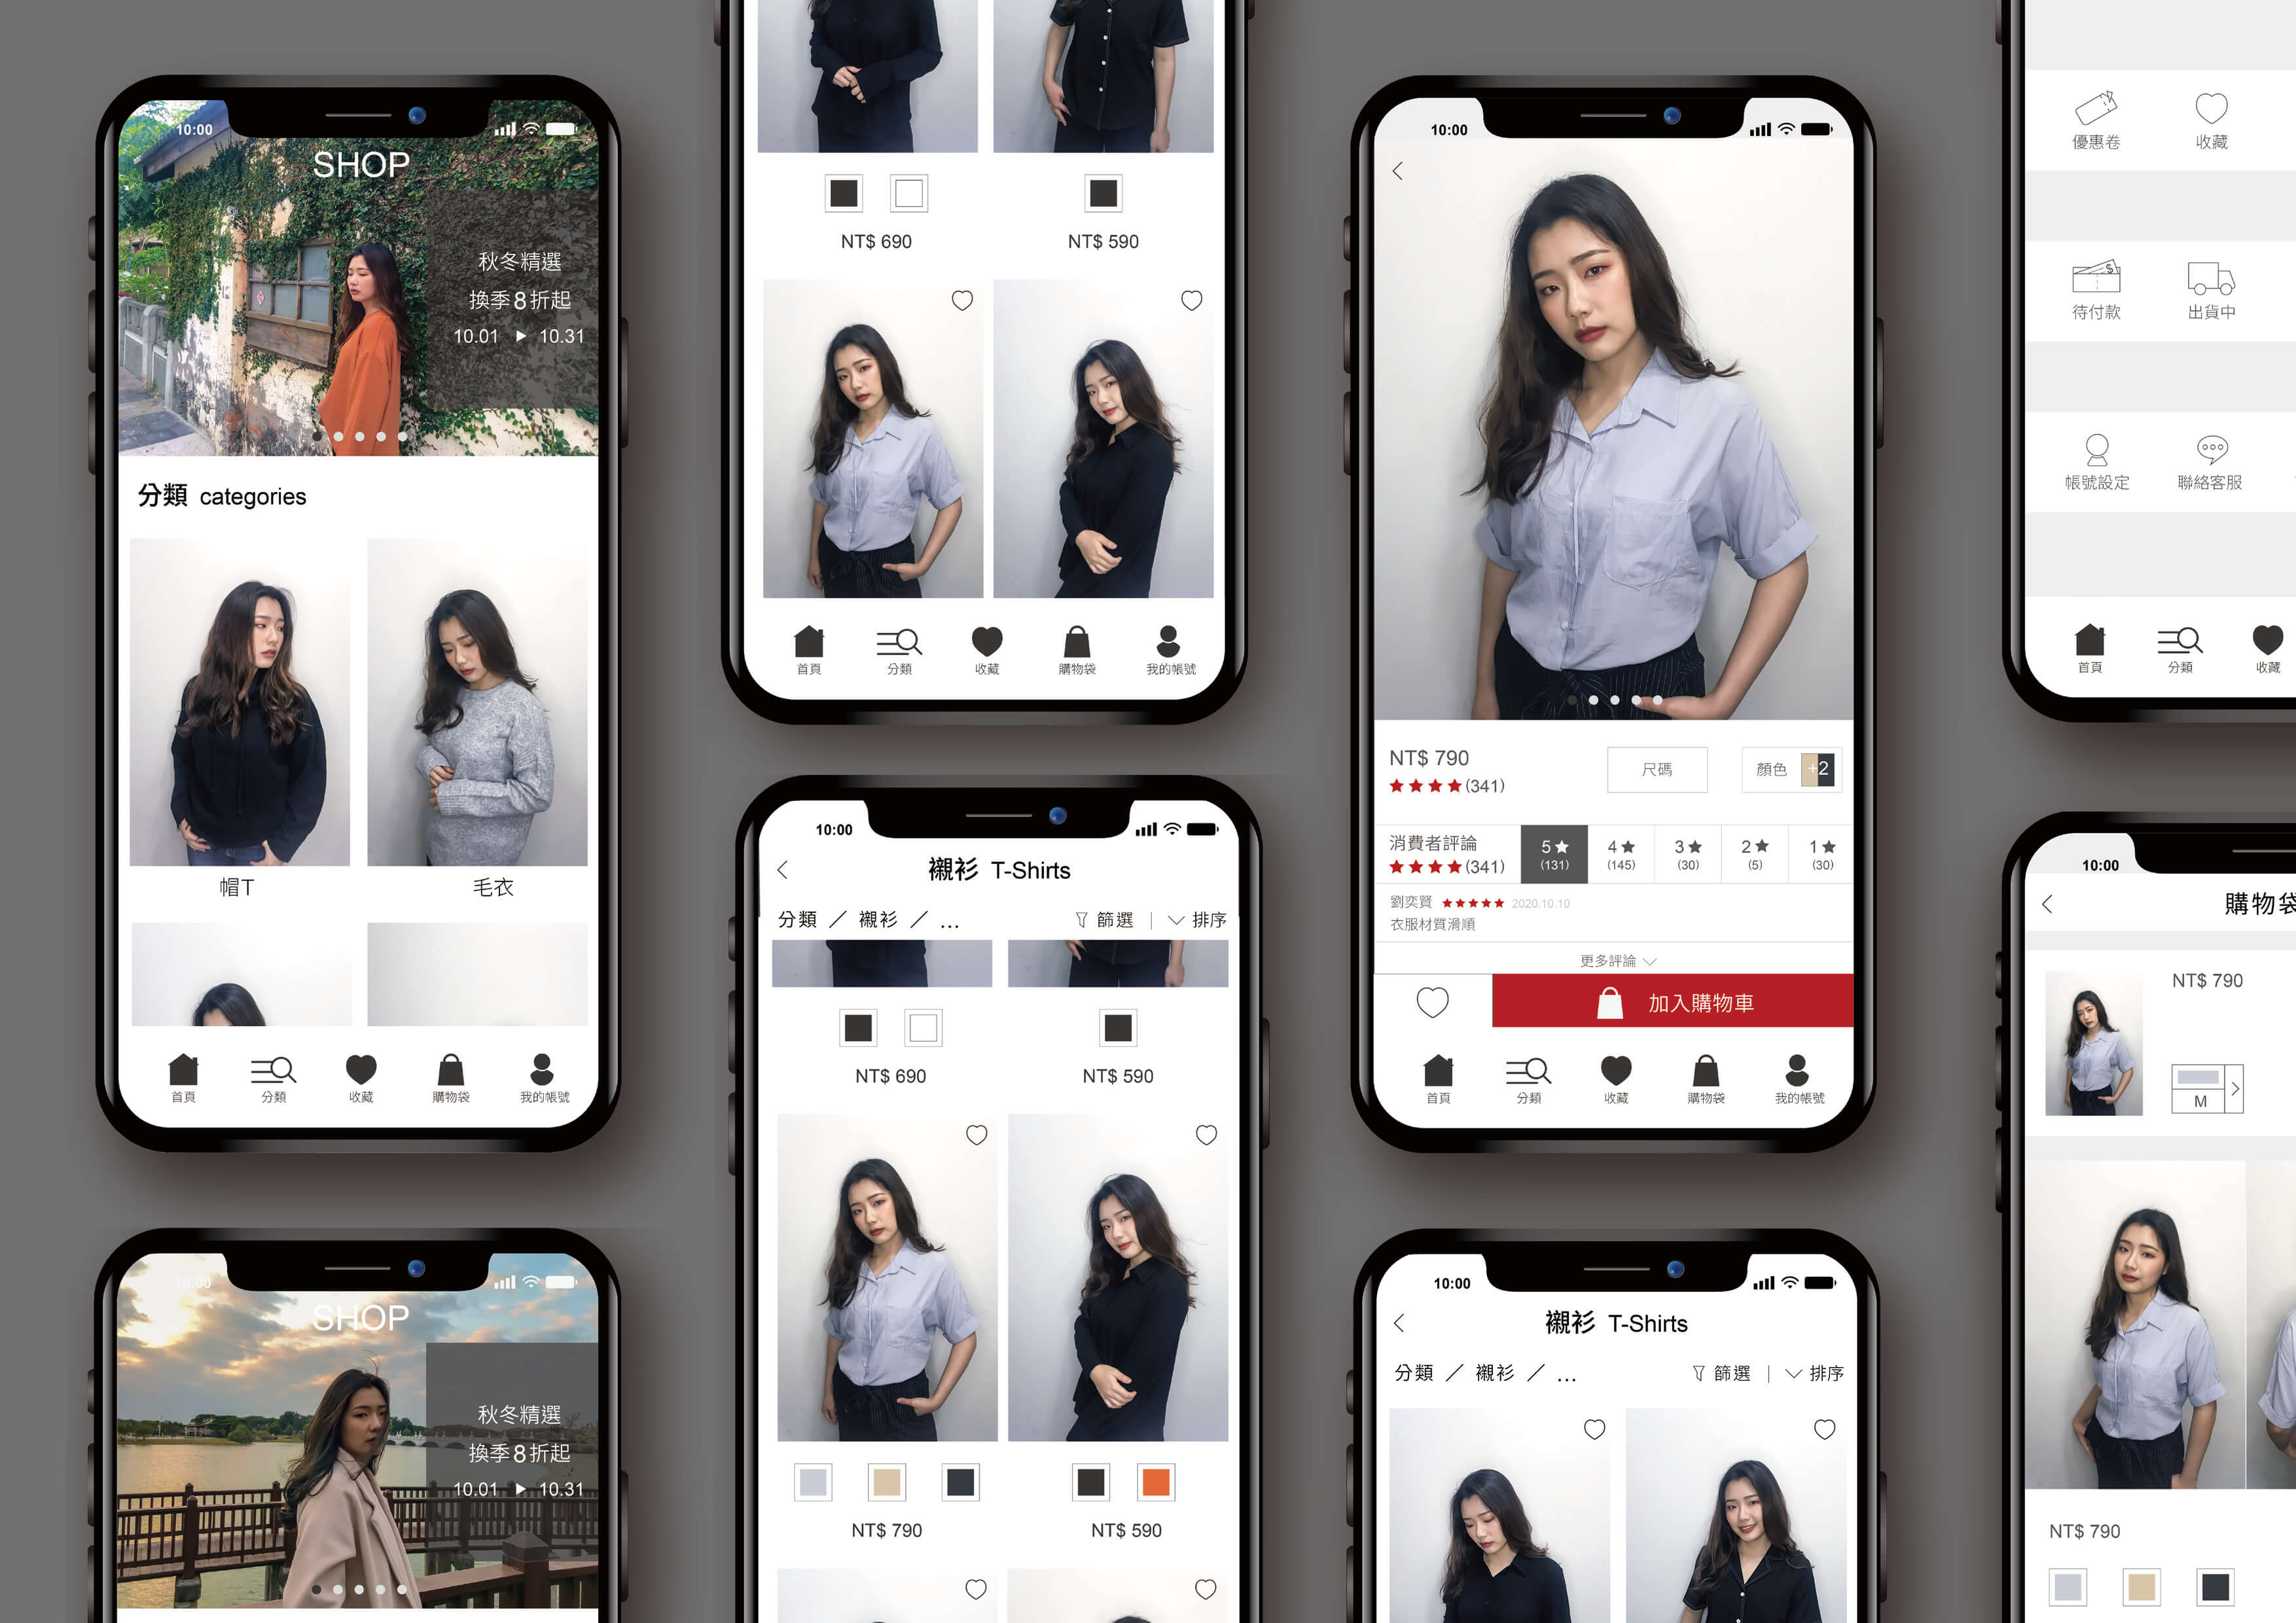 10:00
SHOP
秋冬精選
換季8折起
10.01 ▶ 10.31
分類 categories
帽T
毛衣
首頁
分類
收藏
購物袋
我的帳號
SHOP
秋冬精選
換季8折起
10.01 ▶ 10.31
NT$ 690
NT$ 590
首頁
分類
收藏
購物袋
我的帳號
10:00
襯衫 T-Shirts
分類 ／ 襯衫 ／ ...
篩選 | 排序
NT$ 690
NT$ 590
NT$ 790
NT$ 590
10:00
NT$ 790
尺碼
顏色 +2
★★★★(341)
消費者評論
★★★★(341)
5★ (131)
4★ (145)
3★ (30)
2★ (5)
1★ (30)
劉奕賢 ★★★★★ 2020.10.10
衣服材質滑順
更多評論
加入購物車
首頁
分類
收藏
購物袋
我的帳號
10:00
襯衫 T-Shirts
分類 ／ 襯衫 ／ ...
篩選 | 排序
優惠卷
收藏
待付款
出貨中
帳號設定
聯絡客服
首頁
分類
收藏
10:00
購物袋
NT$ 790
M
NT$ 790